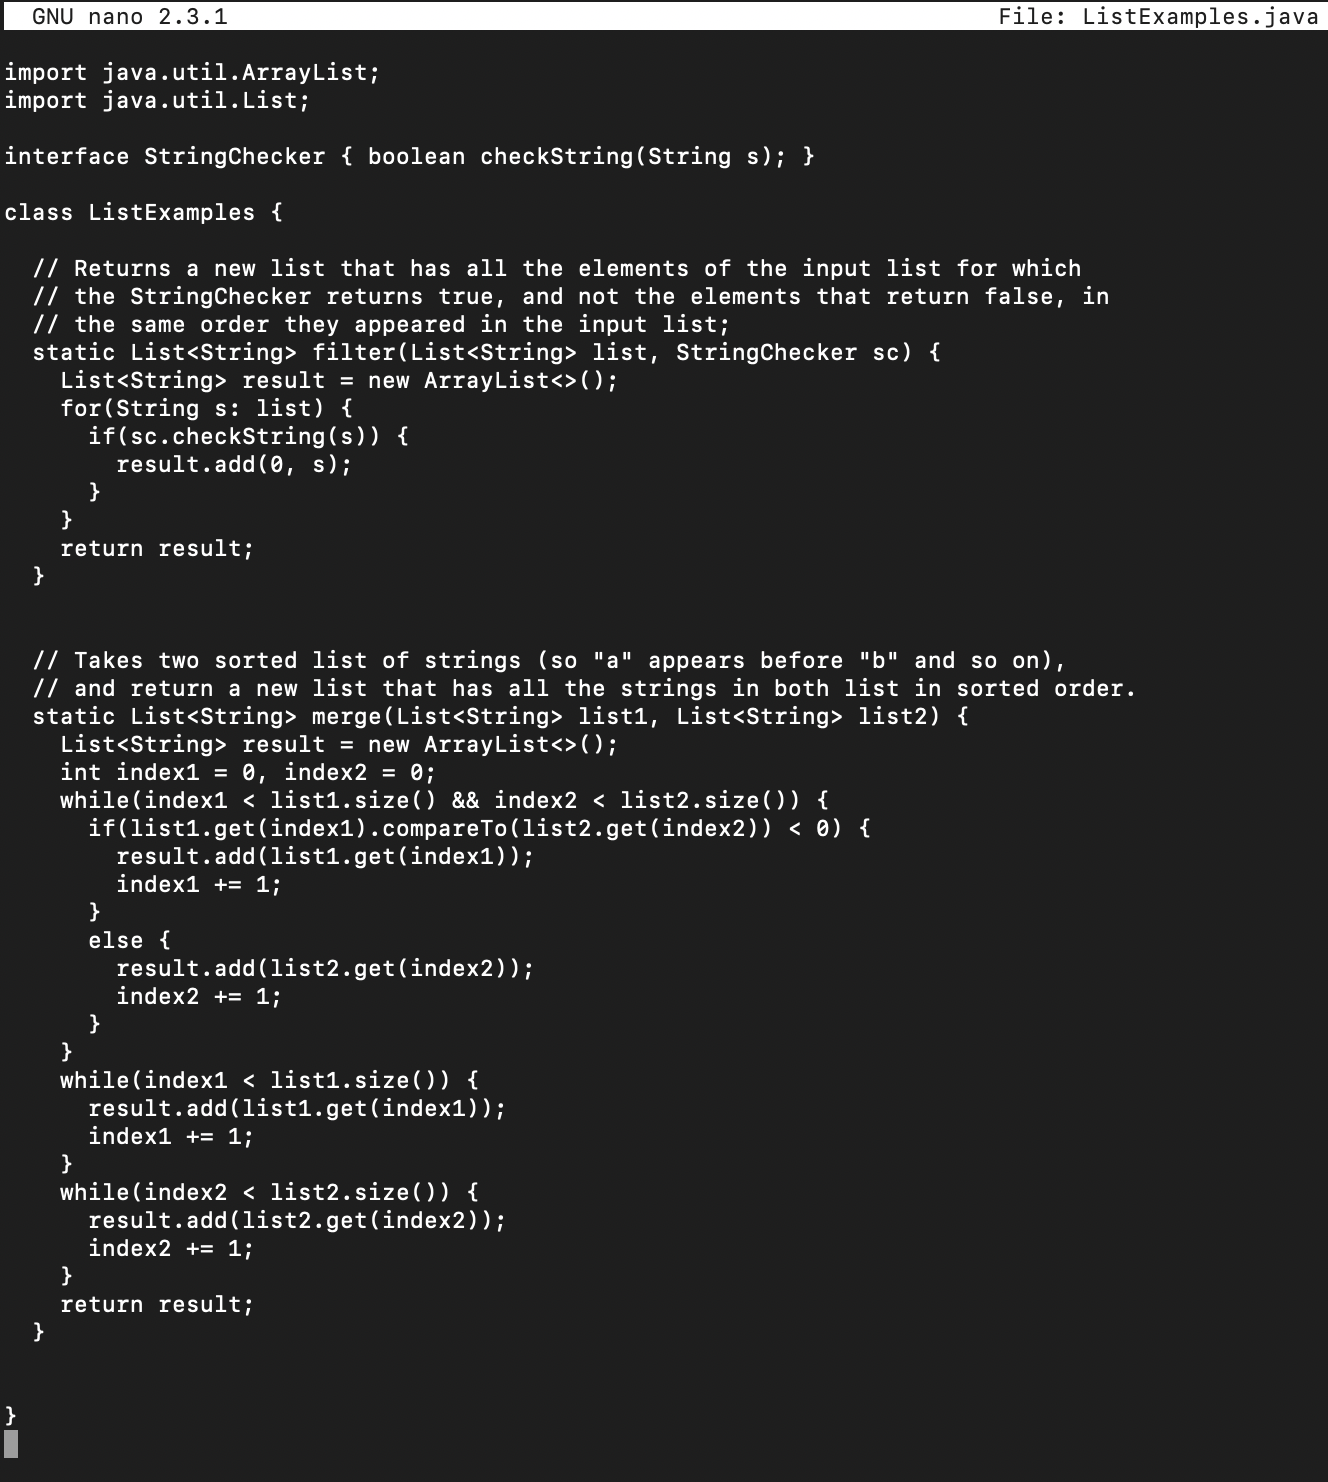 GNU nano 2.3.1 File: ListExamples.java
import java.util.ArrayList;
import java.util.List;
interface StringChecker { boolean checkString(String s); }
class ListExamples {
  // Returns a new list that has all the elements of the input list for which
  // the StringChecker returns true, and not the elements that return false, in
  // the same order they appeared in the input list;
  static List<String> filter(List<String> list, StringChecker sc) {
    List<String> result = new ArrayList<>();
    for(String s: list) {
      if(sc.checkString(s)) {
        result.add(0, s);
      }
    }
    return result;
  }
  // Takes two sorted list of strings (so "a" appears before "b" and so on),
  // and return a new list that has all the strings in both list in sorted order.
  static List<String> merge(List<String> list1, List<String> list2) {
    List<String> result = new ArrayList<>();
    int index1 = 0, index2 = 0;
    while(index1 < list1.size() && index2 < list2.size()) {
      if(list1.get(index1).compareTo(list2.get(index2)) < 0) {
        result.add(list1.get(index1));
        index1 += 1;
      }
      else {
        result.add(list2.get(index2));
        index2 += 1;
      }
    }
    while(index1 < list1.size()) {
      result.add(list1.get(index1));
      index1 += 1;
    }
    while(index2 < list2.size()) {
      result.add(list2.get(index2));
      index2 += 1;
    }
    return result;
  }
}